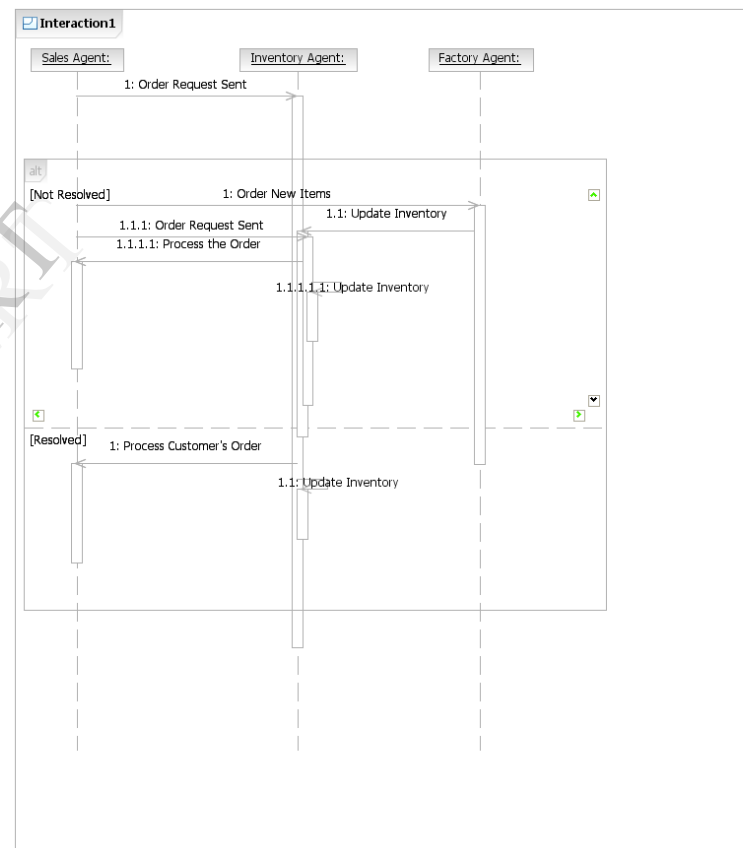 Interaction1
Sales Agent:
Inventory Agent:
Factory Agent:
1: Order Request Sent
alt
[Not Resolved]
1: Order New Items
1.1: Update Inventory
1.1.1: Order Request Sent
1.1.1.1: Process the Order
1.1.1.1.1: Update Inventory
[Resolved]
1: Process Customer's Order
1.1: Update Inventory
RT